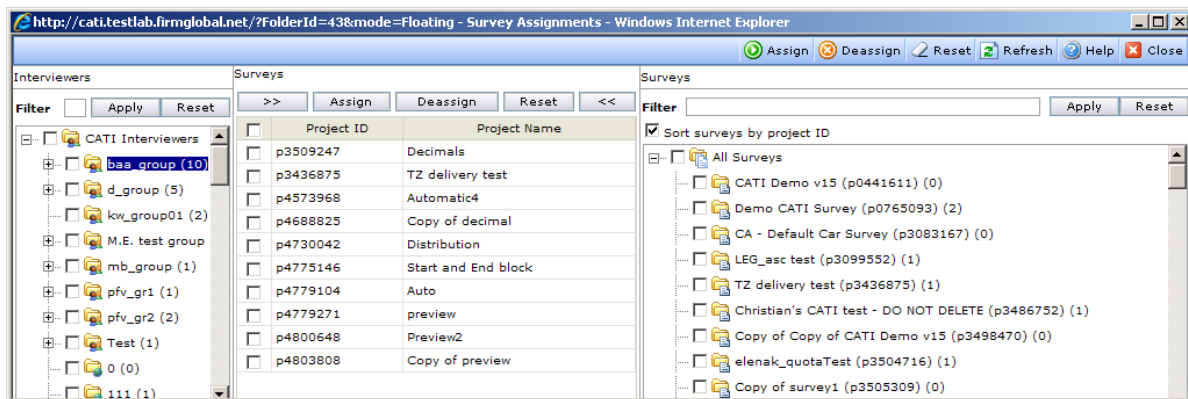 http://cati.testlab.firmglobal.net/?FolderId=43&mode=Floating - Survey Assignments - Windows Internet Explorer
Assign Deassign Reset Refresh Help Close
Interviewers
Filter Apply Reset
CATI Interviewers
baa_group (10)
d_group (5)
kw_group01 (2)
M.E. test group
mb_group (1)
pfv_gr1 (1)
pfv_gr2 (2)
Test (1)
0 (0)
111 (1)
Surveys
>> Assign Deassign Reset <<
Project ID Project Name
p3509247 Decimals
p3436875 TZ delivery test
p4573968 Automatic4
p4688825 Copy of decimal
p4730042 Distribution
p4775146 Start and End block
p4779104 Auto
p4779271 preview
p4800648 Preview2
p4803808 Copy of preview
Surveys
Filter Apply Reset
Sort surveys by project ID
All Surveys
CATI Demo v15 (p0441611) (0)
Demo CATI Survey (p0765093) (2)
CA - Default Car Survey (p3083167) (0)
LEG_asc test (p3099552) (1)
TZ delivery test (p3436875) (1)
Christian's CATI test - DO NOT DELETE (p3486752) (1)
Copy of Copy of CATI Demo v15 (p3498470) (0)
elenak_quotaTest (p3504716) (1)
Copy of survey1 (p3505309) (0)